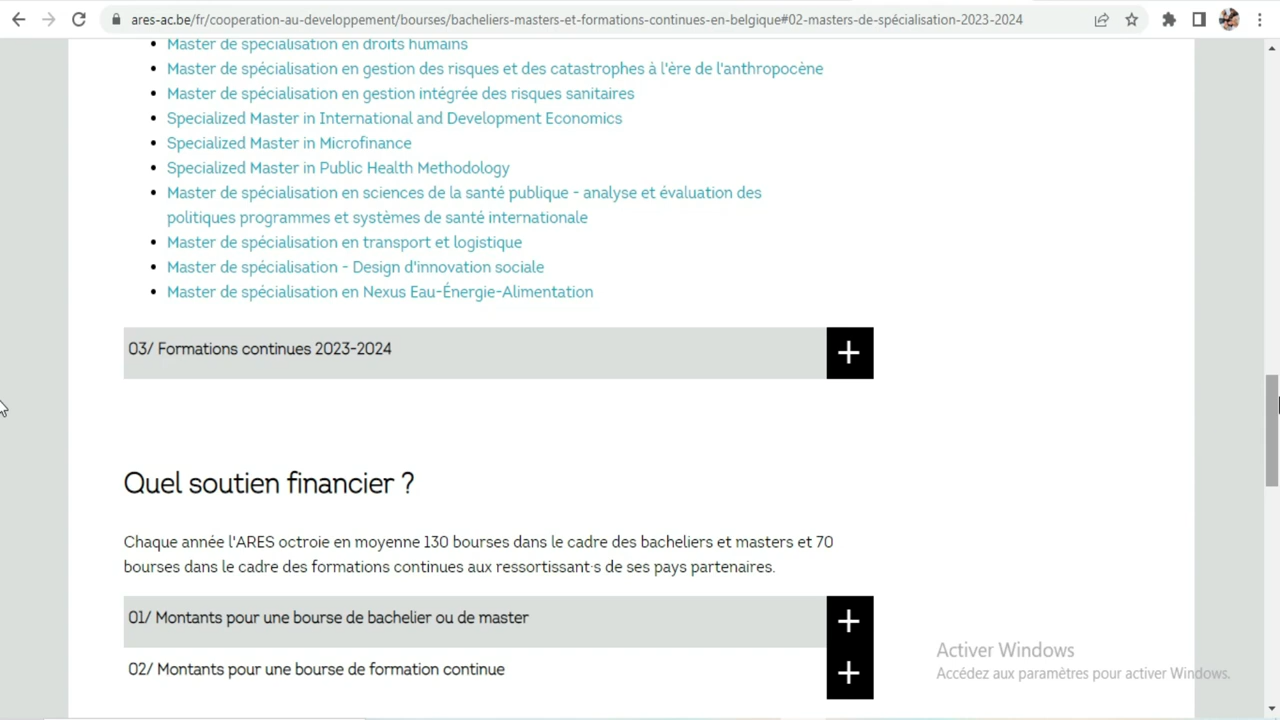 ares-ac.be/fr/cooperation-au-developpement/bourses/bacheliers-masters-et-formations-continues-en-belgique#02-masters-de-spécialisation-2023-2024
Master de spécialisation en droits humains
Master de spécialisation en gestion des risques et des catastrophes à l'ère de l'anthropocène
Master de spécialisation en gestion intégrée des risques sanitaires
Specialized Master in International and Development Economics
Specialized Master in Microfinance
Specialized Master in Public Health Methodology
Master de spécialisation en sciences de la santé publique - analyse et évaluation des
politiques programmes et systèmes de santé internationale
Master de spécialisation en transport et logistique
Master de spécialisation - Design d'innovation sociale
Master de spécialisation en Nexus Eau-Énergie-Alimentation
03/ Formations continues 2023-2024
Quel soutien financier ?
Chaque année l'ARES octroie en moyenne 130 bourses dans le cadre des bacheliers et masters et 70
bourses dans le cadre des formations continues aux ressortissant·s de ses pays partenaires.
01/ Montants pour une bourse de bachelier ou de master
02/ Montants pour une bourse de formation continue
Activer Windows
Accédez aux paramètres pour activer Windows.